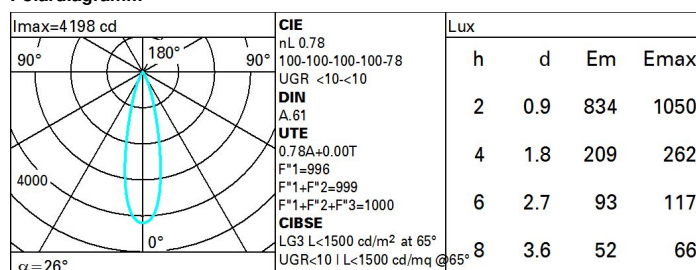 Imax=4198 cd
90°
180°
90°
4000
0°
α=26°
CIE
nL 0.78
100-100-100-100-78
UGR <10-<10
DIN
A.61
UTE
0.78A+0.00T
F"1=996
F"1+F"2=999
F"1+F"2+F"3=1000
CIBSE
LG3 L<1500 cd/m² at 65°
UGR<10 | L<1500 cd/mq @65°
Lux
h d Em Emax
2 0.9 834 1050
4 1.8 209 262
6 2.7 93 117
8 3.6 52 66